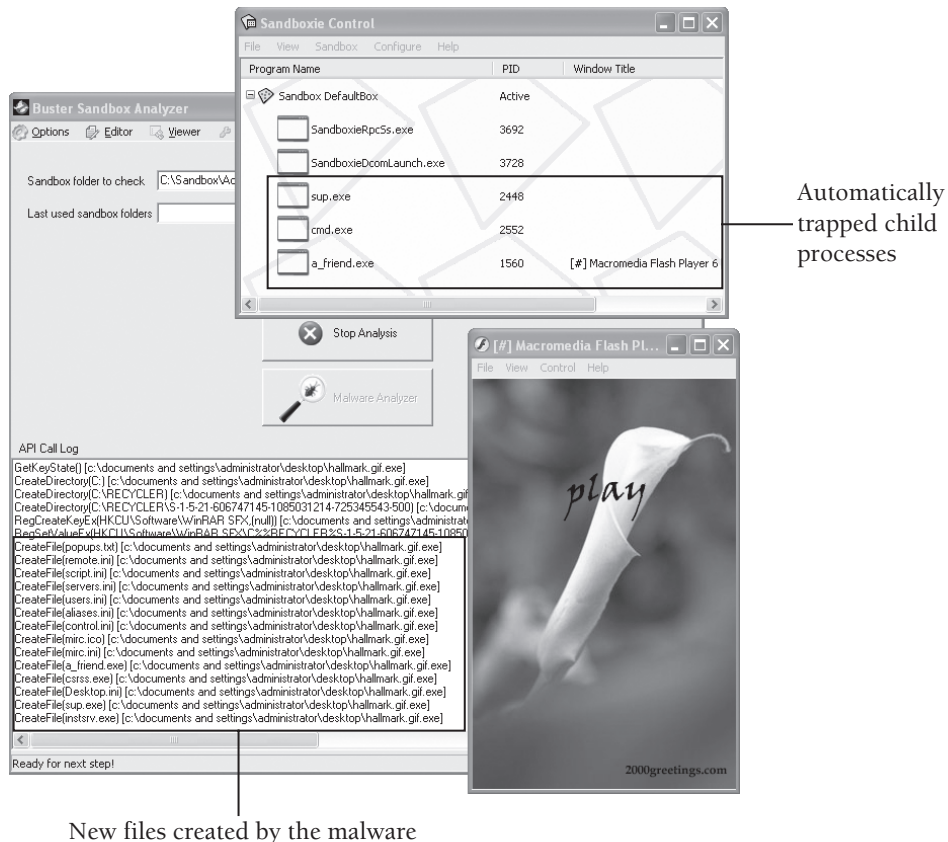 Sandboxie Control
File View Sandbox Configure Help
Program Name PID Window Title
Sandbox DefaultBox Active
SandboxieRpcSs.exe 3692
SandboxieDcomLaunch.exe 3728
sup.exe 2448
cmd.exe 2552
a_friend.exe 1560 [#] Macromedia Flash Player 6
Automatically
trapped child
processes
Buster Sandbox Analyzer
Options Editor Viewer
Sandbox folder to check C:\Sandbox\Ad
Last used sandbox folders
Stop Analysis
Malware Analyzer
API Call Log
GetKeyState() [c:\documents and settings\administrator\desktop\hallmark.gif.exe]
CreateDirectory(C:) [c:\documents and settings\administrator\desktop\hallmark.gif.exe]
CreateDirectory(C:\RECYCLER) [c:\documents and settings\administrator\desktop\hallmark.gif
CreateDirectory(C:\RECYCLER\S-1-5-21-606747145-1085031214-725345543-500) [c:\docume
RegCreateKeyEx(HKCU\Software\WinRAR SFX,(null)) [c:\documents and settings\administrato
RegSetValueEx(HKCU\Software\WinRAR SFX\C%%RECYCLER%S-1-5-21-606747145-10850
CreateFile(popups.txt) [c:\documents and settings\administrator\desktop\hallmark.gif.exe]
CreateFile(remote.ini) [c:\documents and settings\administrator\desktop\hallmark.gif.exe]
CreateFile(script.ini) [c:\documents and settings\administrator\desktop\hallmark.gif.exe]
CreateFile(servers.ini) [c:\documents and settings\administrator\desktop\hallmark.gif.exe]
CreateFile(users.ini) [c:\documents and settings\administrator\desktop\hallmark.gif.exe]
CreateFile(aliases.ini) [c:\documents and settings\administrator\desktop\hallmark.gif.exe]
CreateFile(control.ini) [c:\documents and settings\administrator\desktop\hallmark.gif.exe]
CreateFile(mirc.ico) [c:\documents and settings\administrator\desktop\hallmark.gif.exe]
CreateFile(mirc.ini) [c:\documents and settings\administrator\desktop\hallmark.gif.exe]
CreateFile(a_friend.exe) [c:\documents and settings\administrator\desktop\hallmark.gif.exe]
CreateFile(csrss.exe) [c:\documents and settings\administrator\desktop\hallmark.gif.exe]
CreateFile(Desktop.ini) [c:\documents and settings\administrator\desktop\hallmark.gif.exe]
CreateFile(sup.exe) [c:\documents and settings\administrator\desktop\hallmark.gif.exe]
CreateFile(instsrv.exe) [c:\documents and settings\administrator\desktop\hallmark.gif.exe]
Ready for next step!
[#] Macromedia Flash Pl...
File View Control Help
play
2000greetings.com
New files created by the malware